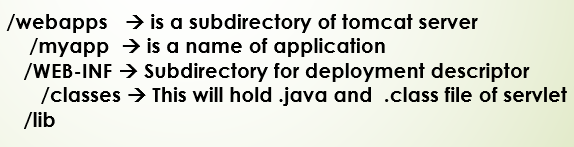 /webapps → is a subdirectory of tomcat server
/myapp → is a name of application
/WEB-INF → Subdirectory for deployment descriptor
/classes → This will hold .java and .class file of servlet
/lib